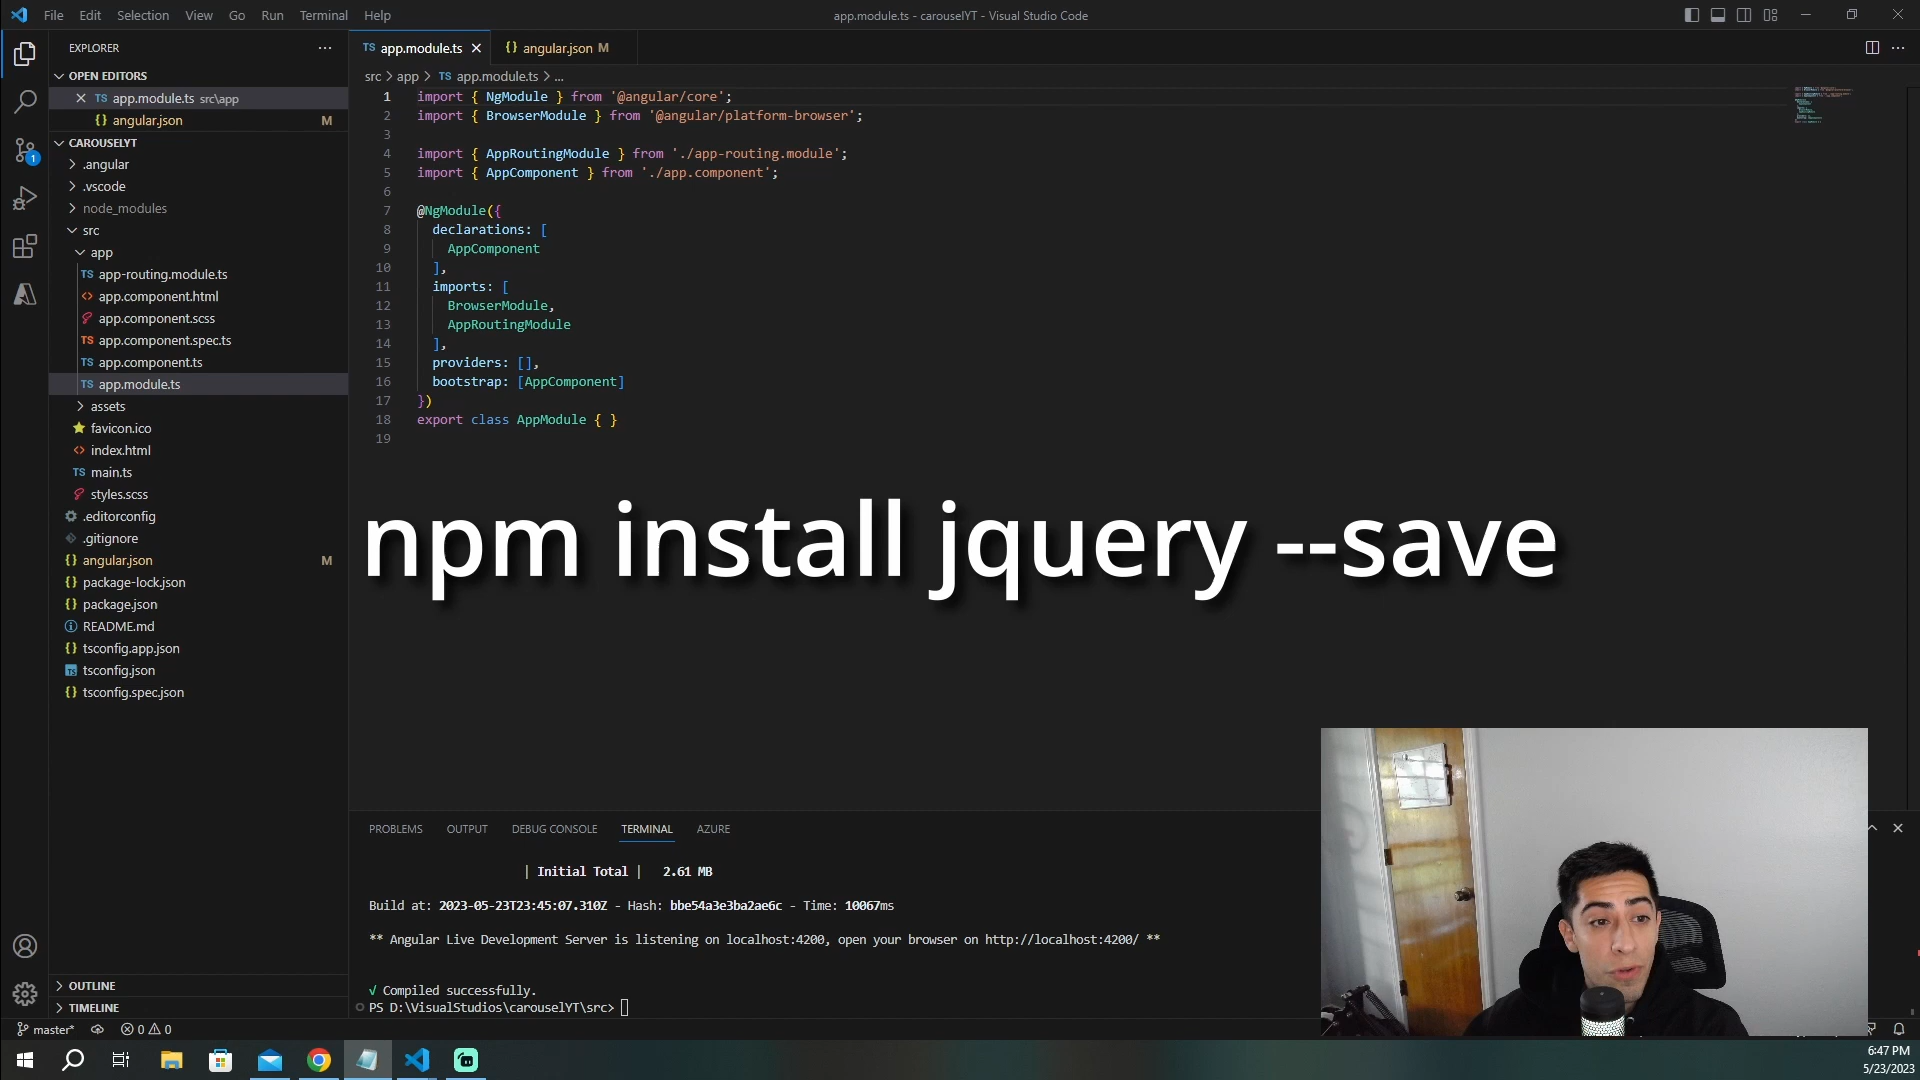 File Edit Selection View Go Run Terminal Help
app.module.ts - carouselYT - Visual Studio Code
EXPLORER
OPEN EDITORS
TS app.module.ts src\app
{} angular.json M
CAROUSELYT
.angular
.vscode
node_modules
src
app
TS app-routing.module.ts
<> app.component.html
app.component.scss
TS app.component.spec.ts
TS app.component.ts
TS app.module.ts
assets
favicon.ico
<> index.html
TS main.ts
styles.scss
.editorconfig
.gitignore
{} angular.json M
{} package-lock.json
{} package.json
README.md
{} tsconfig.app.json
TS tsconfig.json
{} tsconfig.spec.json
OUTLINE
TIMELINE
TS app.module.ts {} angular.json M
src > app > TS app.module.ts > ...
1 import { NgModule } from '@angular/core';
2 import { BrowserModule } from '@angular/platform-browser';
3
4 import { AppRoutingModule } from './app-routing.module';
5 import { AppComponent } from './app.component';
6
7 @NgModule({
8 declarations: [
9 AppComponent
10 ],
11 imports: [
12 BrowserModule,
13 AppRoutingModule
14 ],
15 providers: [],
16 bootstrap: [AppComponent]
17 })
18 export class AppModule { }
19
npm install jquery --save
PROBLEMS OUTPUT DEBUG CONSOLE TERMINAL AZURE
| Initial Total | 2.61 MB
Build at: 2023-05-23T23:45:07.310Z - Hash: bbe54a3e3ba2ae6c - Time: 10067ms
** Angular Live Development Server is listening on localhost:4200, open your browser on http://localhost:4200/ **
√ Compiled successfully.
PS D:\VisualStudios\carouselYT\src>
master* 0 0
1
6:47 PM
5/23/2023